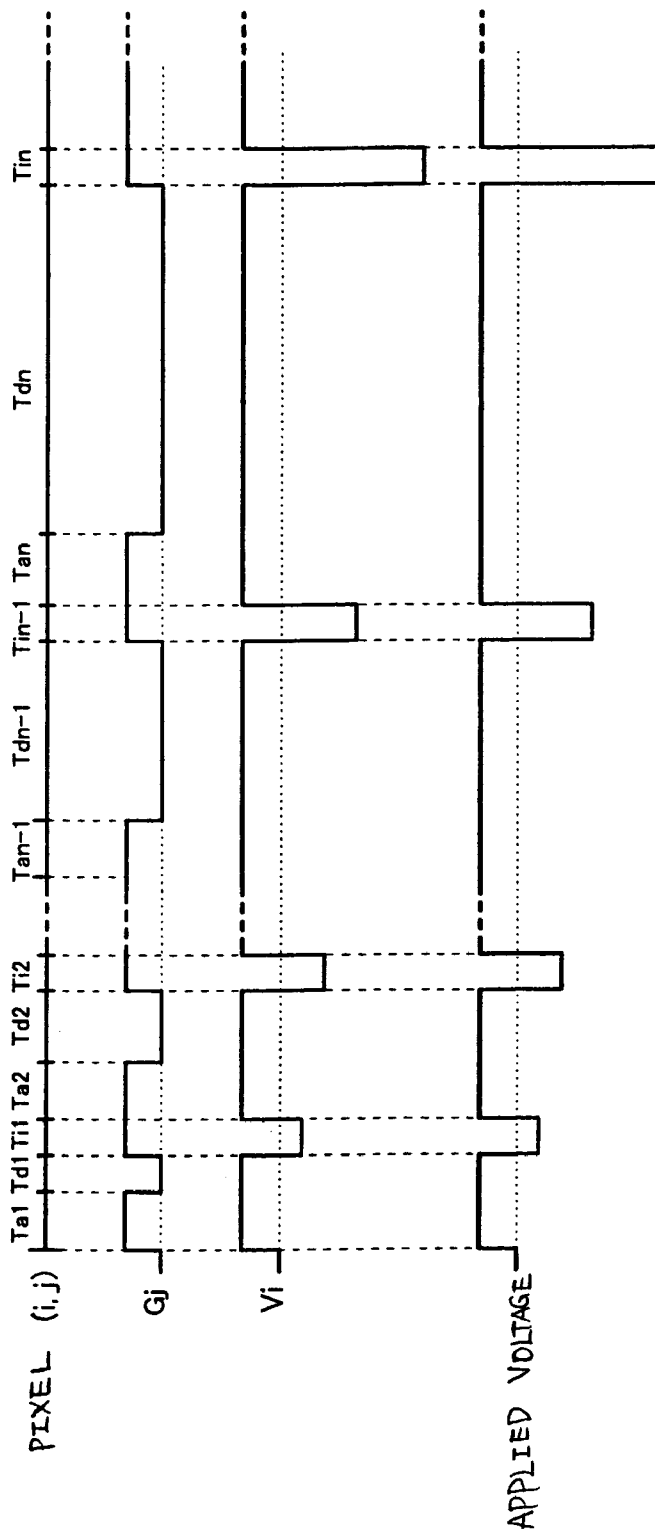 PIXEL (i,j)
Ta1 Td1 Ti1 Ta2 Td2 Ti2 Tan-1 Tdn-1 Tin-1 Tan Tdn Tin
Gj
Vi
APPLIED VOLTAGE